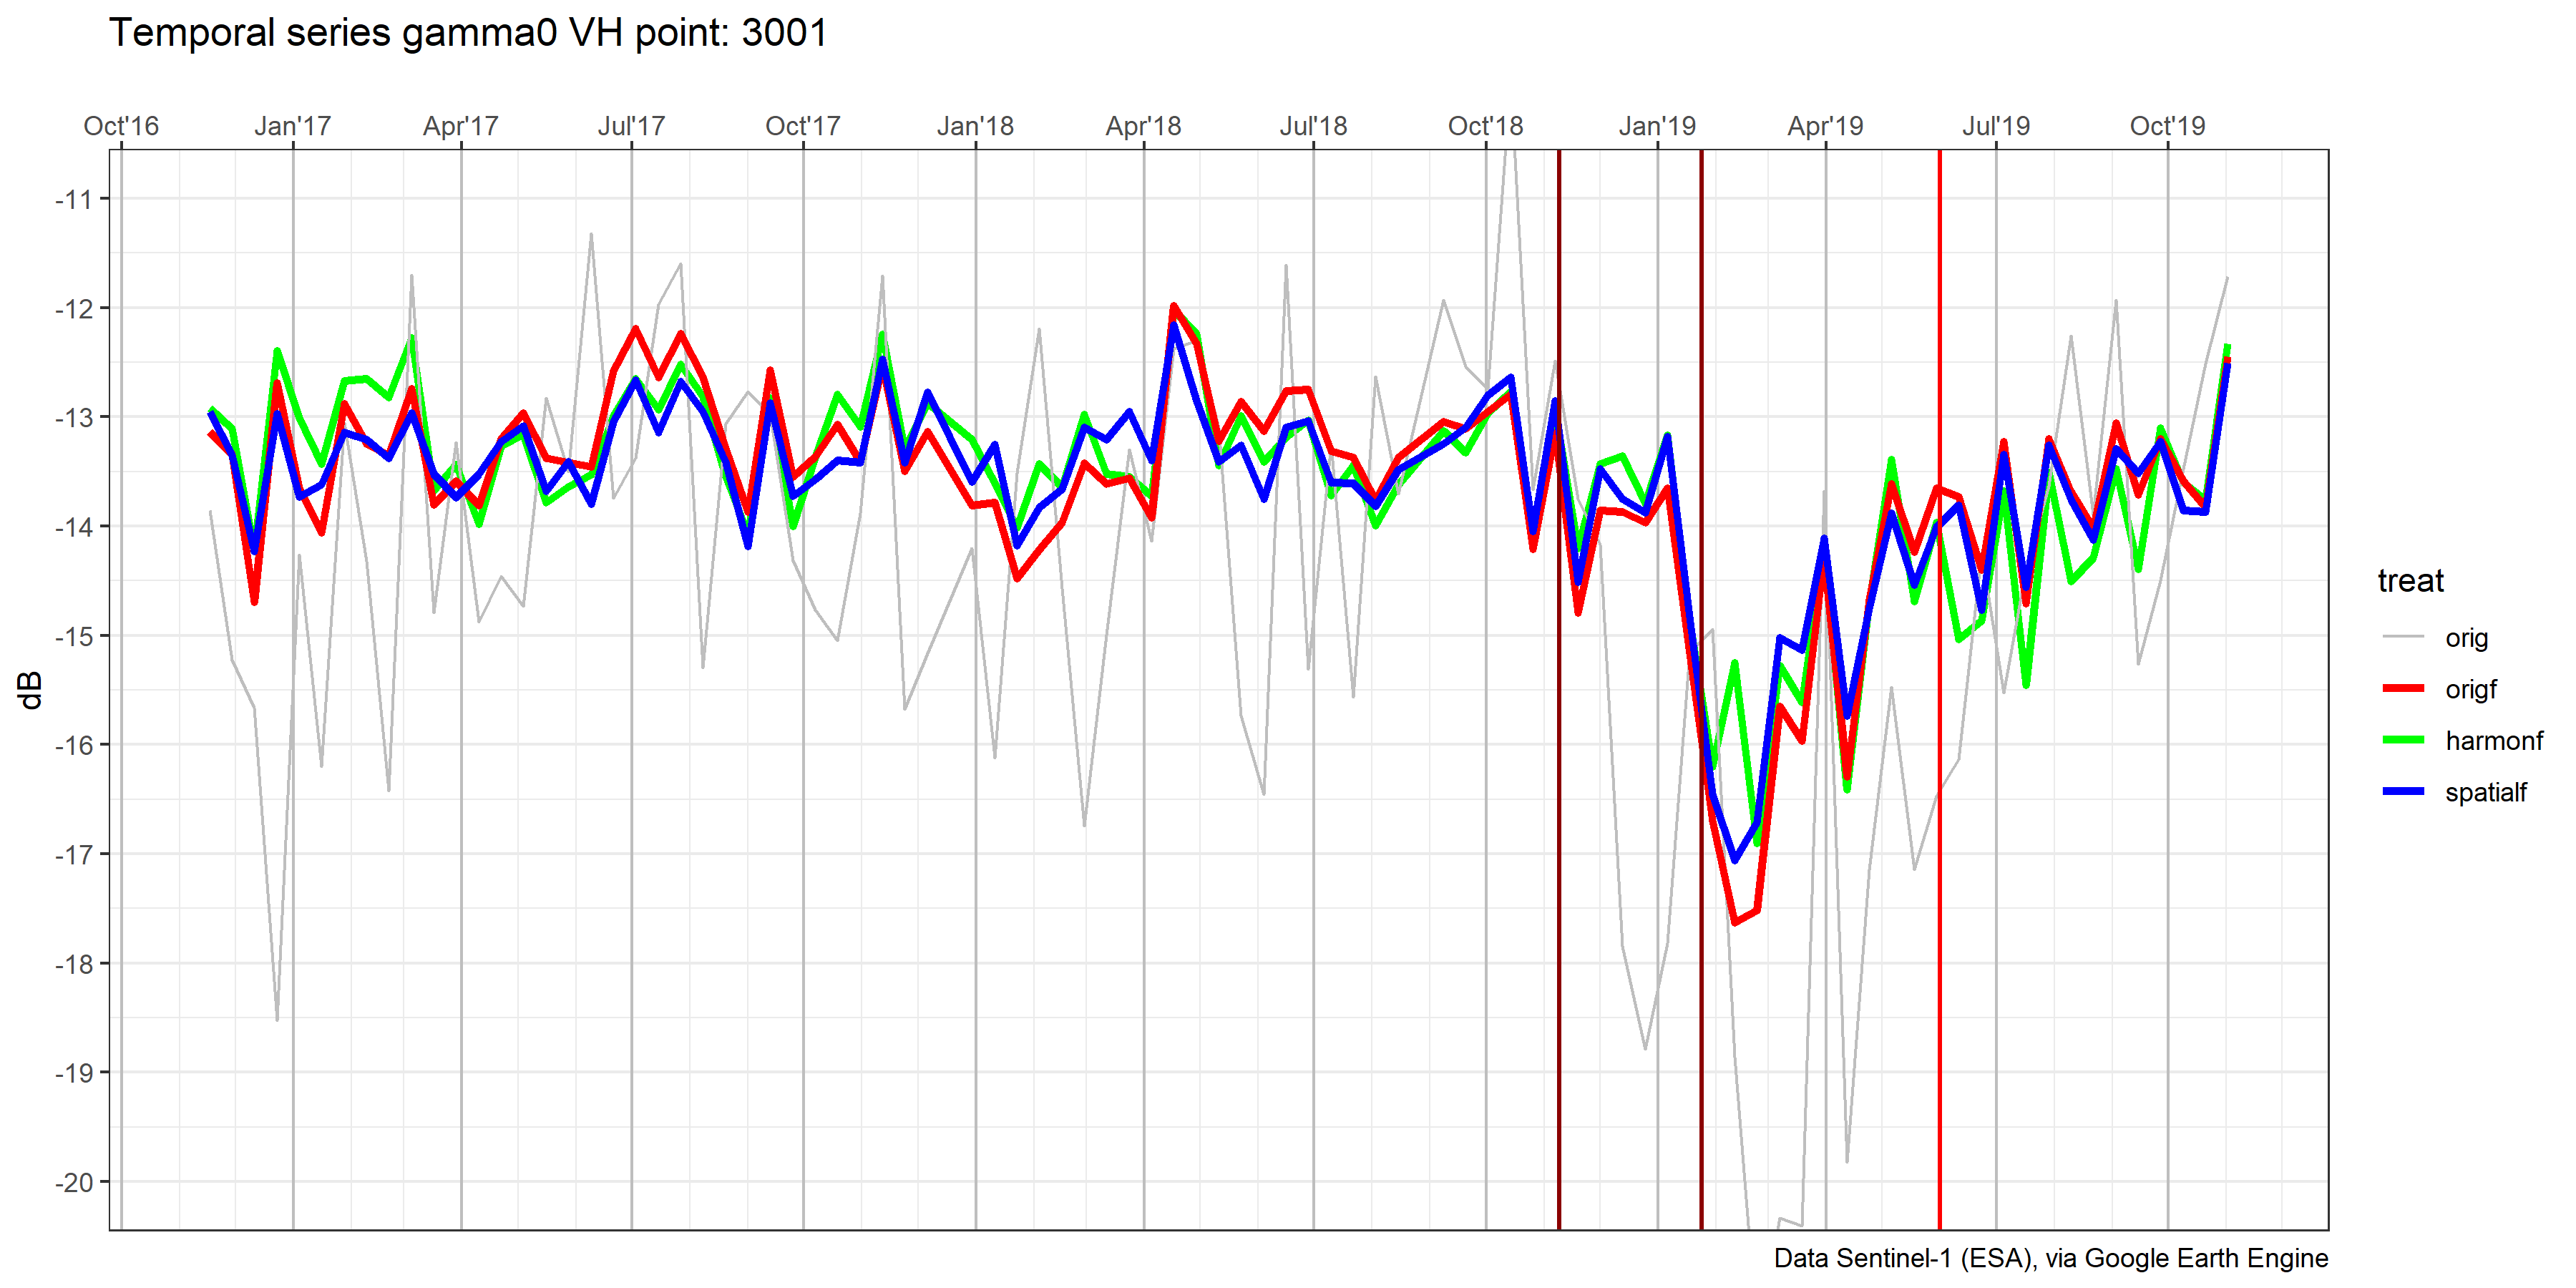 Temporal series gamma0 VH point: 3001
Oct'16 Jan'17 Apr'17 Jul'17 Oct'17 Jan'18 Apr'18 Jul'18 Oct'18 Jan'19 Apr'19 Jul'19 Oct'19
-11
-12
-13
-14
-15
-16
-17
-18
-19
-20
dB
treat
orig
origf
harmonf
spatialf
Data Sentinel-1 (ESA), via Google Earth Engine